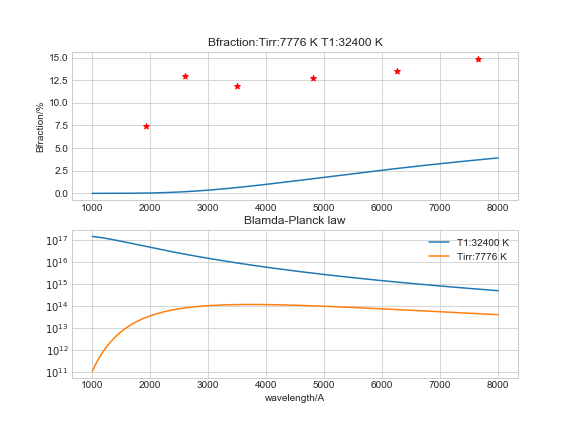 Bfraction:Tirr:7776 K T1:32400 K
15.0
12.5
10.0
7.5
5.0
2.5
0.0
Bfraction/%
1000 2000 3000 4000 5000 6000 7000 8000
Blamda-Planck law
10^17
10^16
10^15
10^14
10^13
10^12
10^11
T1:32400 K
Tirr:7776 K
1000 2000 3000 4000 5000 6000 7000 8000
wavelength/A